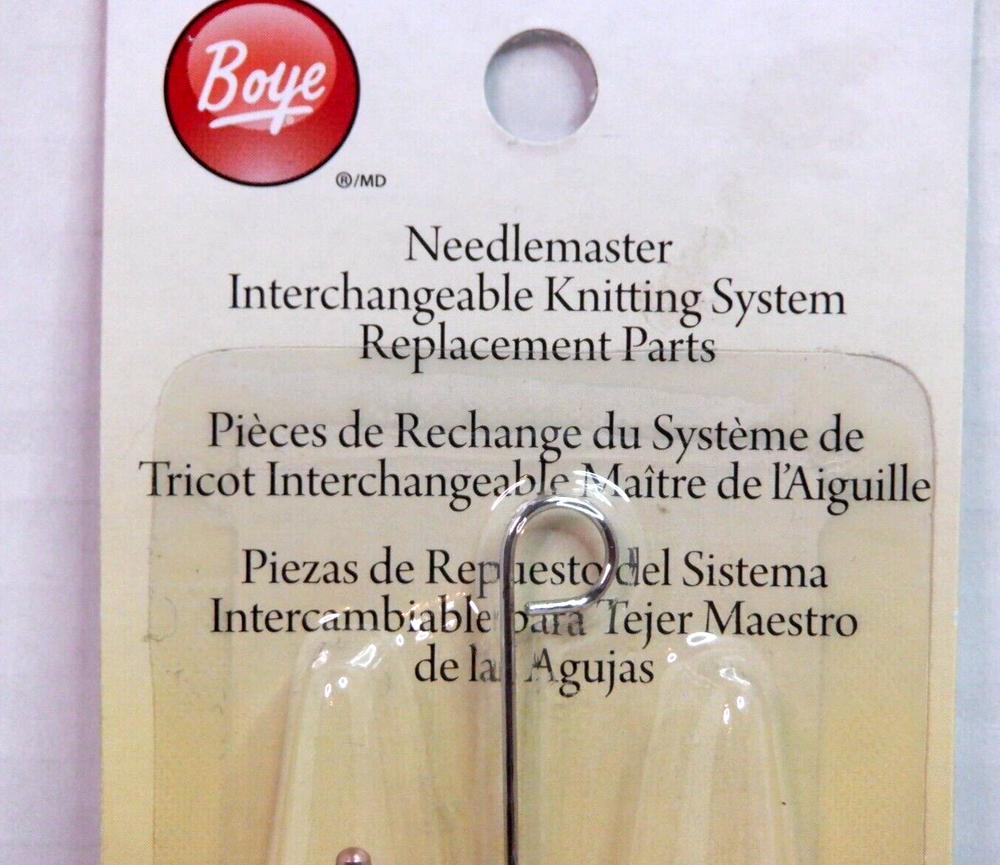 Boye
®/MD
Needlemaster
Interchangeable Knitting System
Replacement Parts
Pièces de Rechange du Système de
Tricot Interchangeable Maître de l'Aiguille
Piezas de Repuesto del Sistema
Intercambiable para Tejer Maestro
de la Agujas